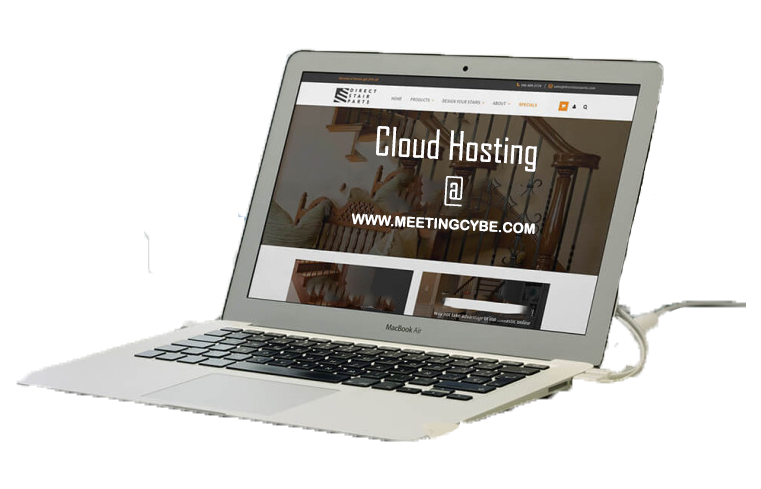 DIRECT
STAIR
PARTS
HOME PRODUCTS DESIGN YOUR STAIRS ABOUT SPECIALS
Cloud Hosting
@
WWW.MEETINGCYBE.COM
MacBook Air